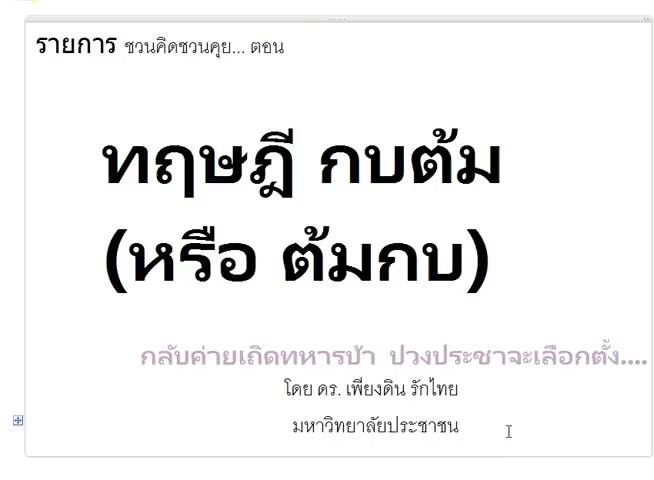 รายการ ชวนคิดชวนคุย... ตอน
ทฤษฎี กบต้ม
(หรือ ต้มกบ)
กลับค่ายเถิดทหารบ้า ปวงประชาจะเลือกตั้ง....
โดย ดร. เพียงดิน รักไทย
มหาวิทยาลัยประชาชน